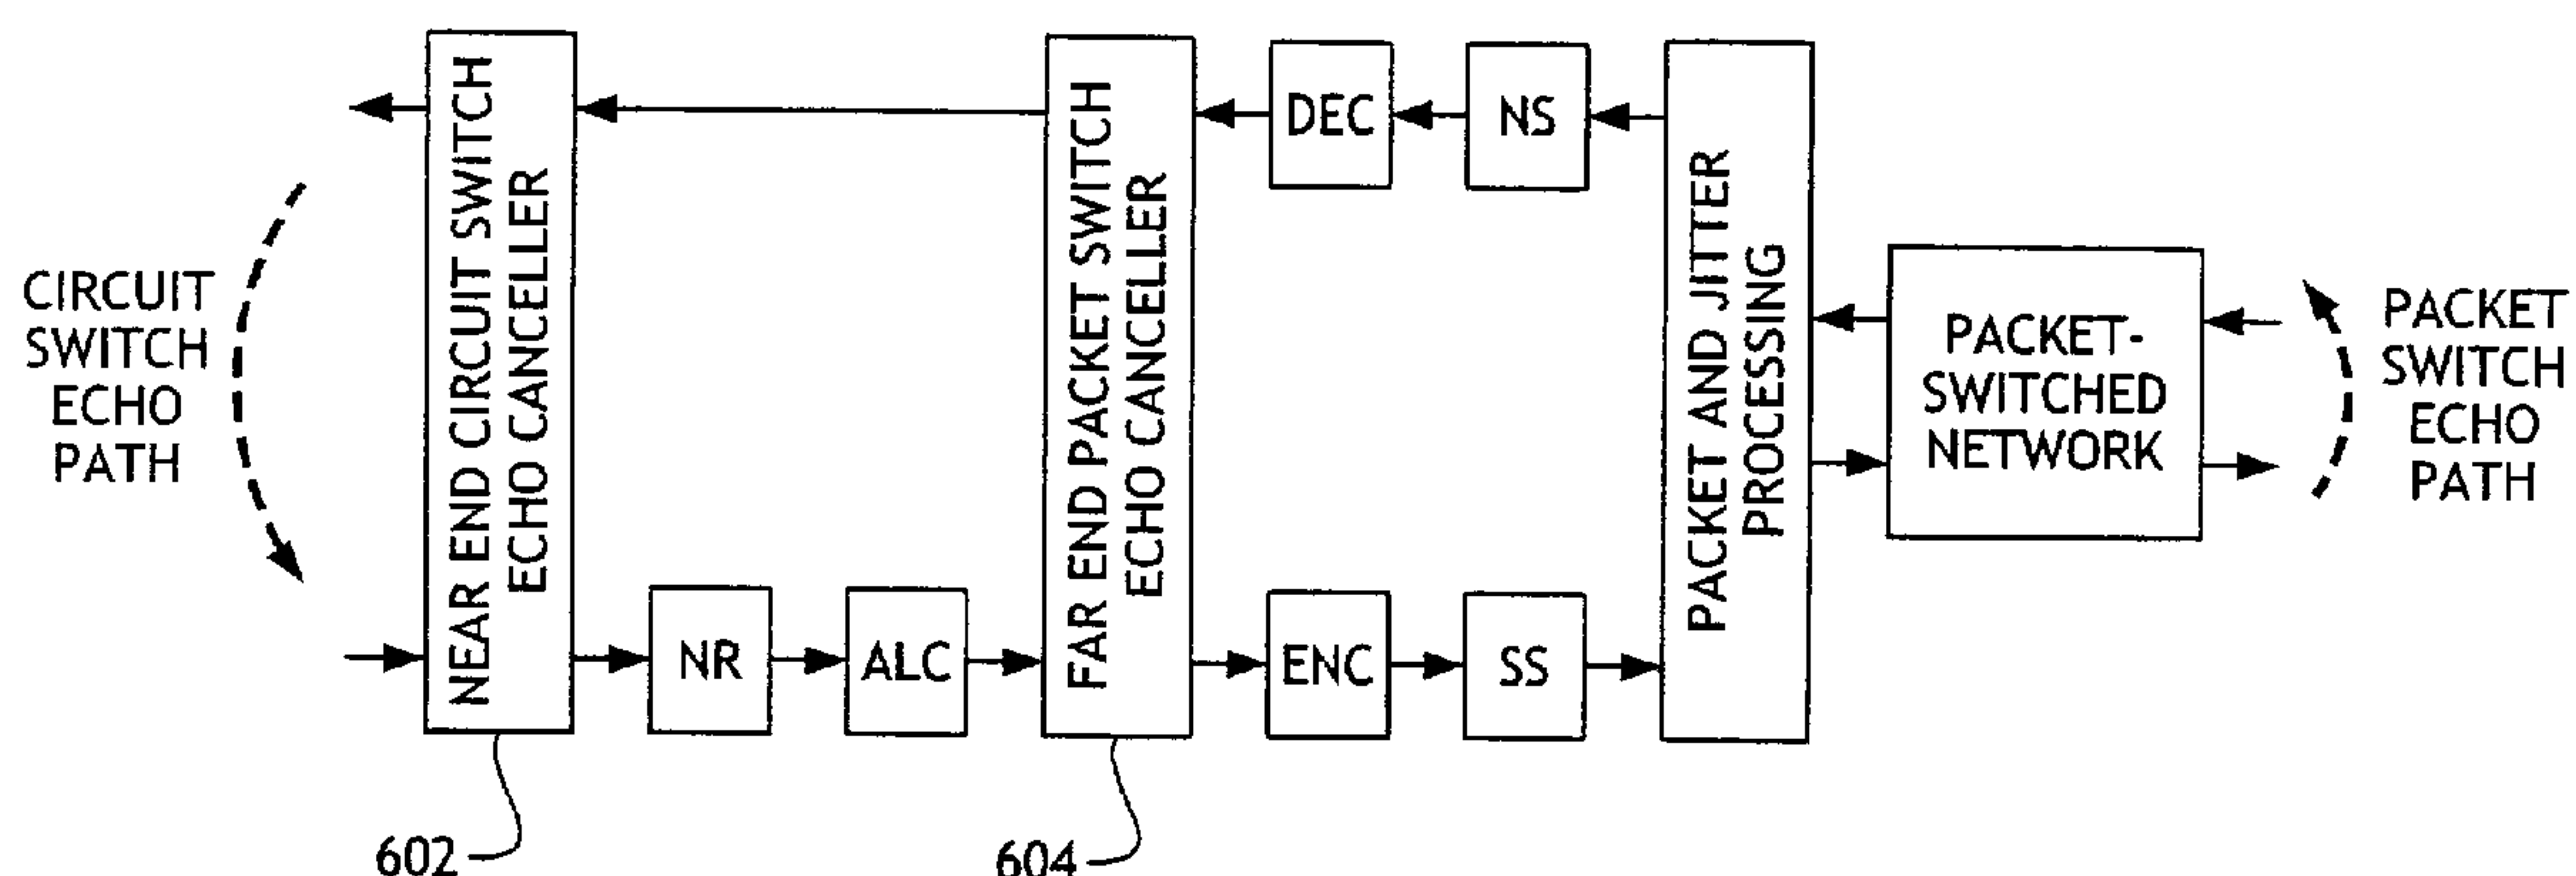 CIRCUIT
SWITCH
ECHO
PATH
NEAR END CIRCUIT SWITCH
ECHO CANCELLER
NR
ALC
FAR END PACKET SWITCH
ECHO CANCELLER
DEC
NS
ENC
SS
PACKET AND JITTER
PROCESSING
PACKET-
SWITCHED
NETWORK
PACKET
SWITCH
ECHO
PATH
602
604